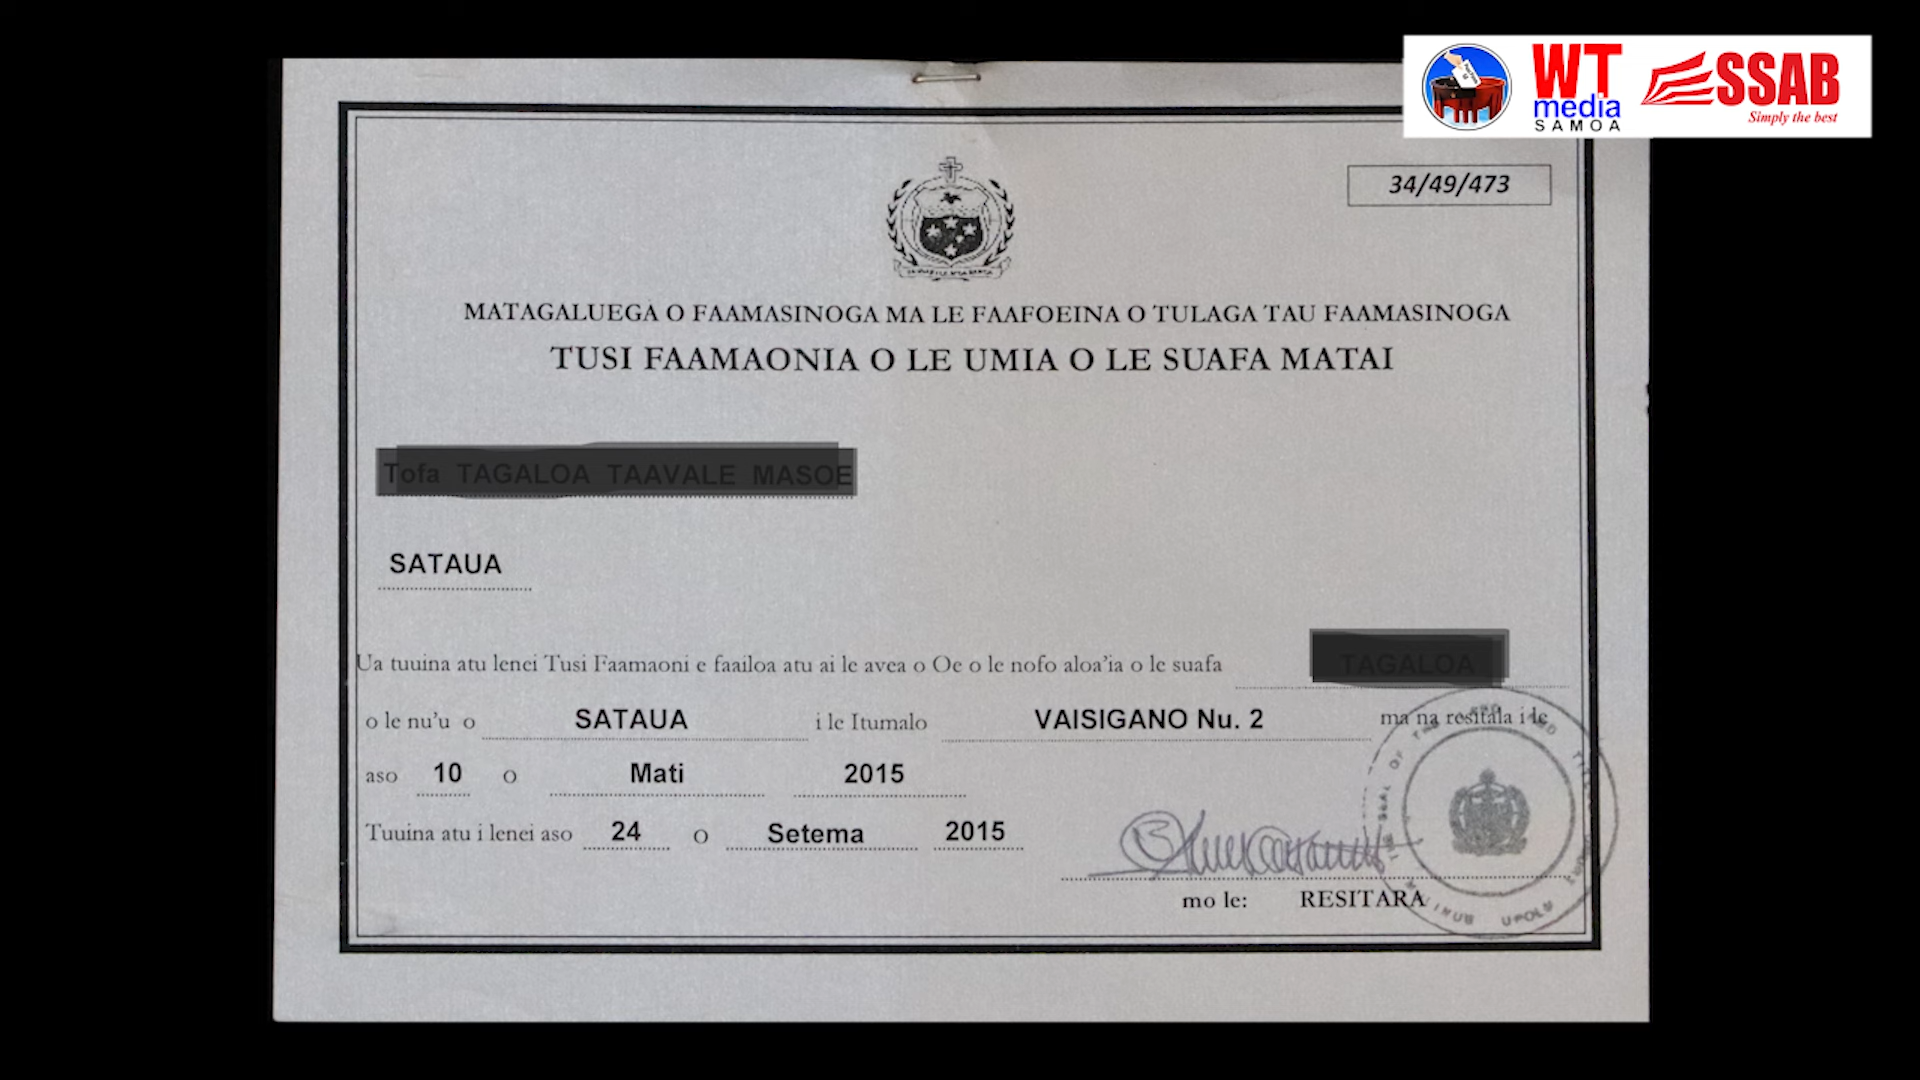 WT
media
SAMOA
SSAB
Simply the best
34/49/473
MATAGALUEGA O FAAMASINOGA MA LE FAAFOEINA O TULAGA TAU FAAMASINOGA
TUSI FAAMAONIA O LE UMIA O LE SUAFA MATAI
Tofa TAGALOA TAAVALE MASOE
SATAUA
Ua tuuina atu lenei Tusi Faamaoni e faailoa atu ai le avea o Oe o le nofo aloa'ia o le suafa TAGALOA
o le nu'u o SATAUA i le Itumalo VAISIGANO Nu. 2 ma na resitala i le
aso 10 O Mati 2015
Tuuina atu i lenei aso 24 O Setema 2015
mo le: RESITARA